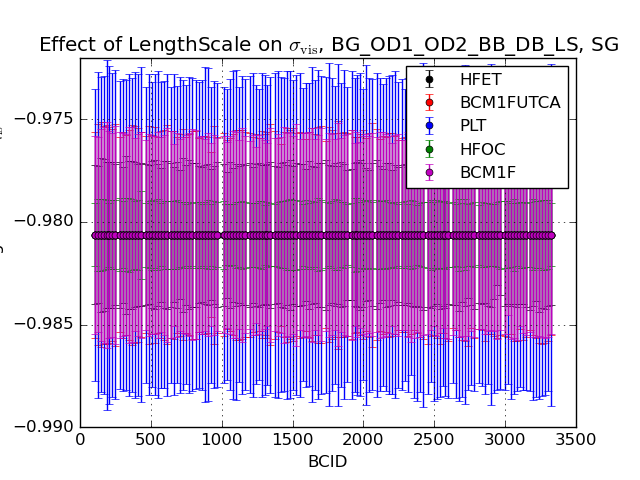 Effect of LengthScale on σvis, BG_OD1_OD2_BB_DB_LS, SG
HFET
BCM1FUTCA
PLT
HFOC
BCM1F
−0.975
−0.980
−0.985
−0.990
0 500 1000 1500 2000 2500 3000 3500
BCID